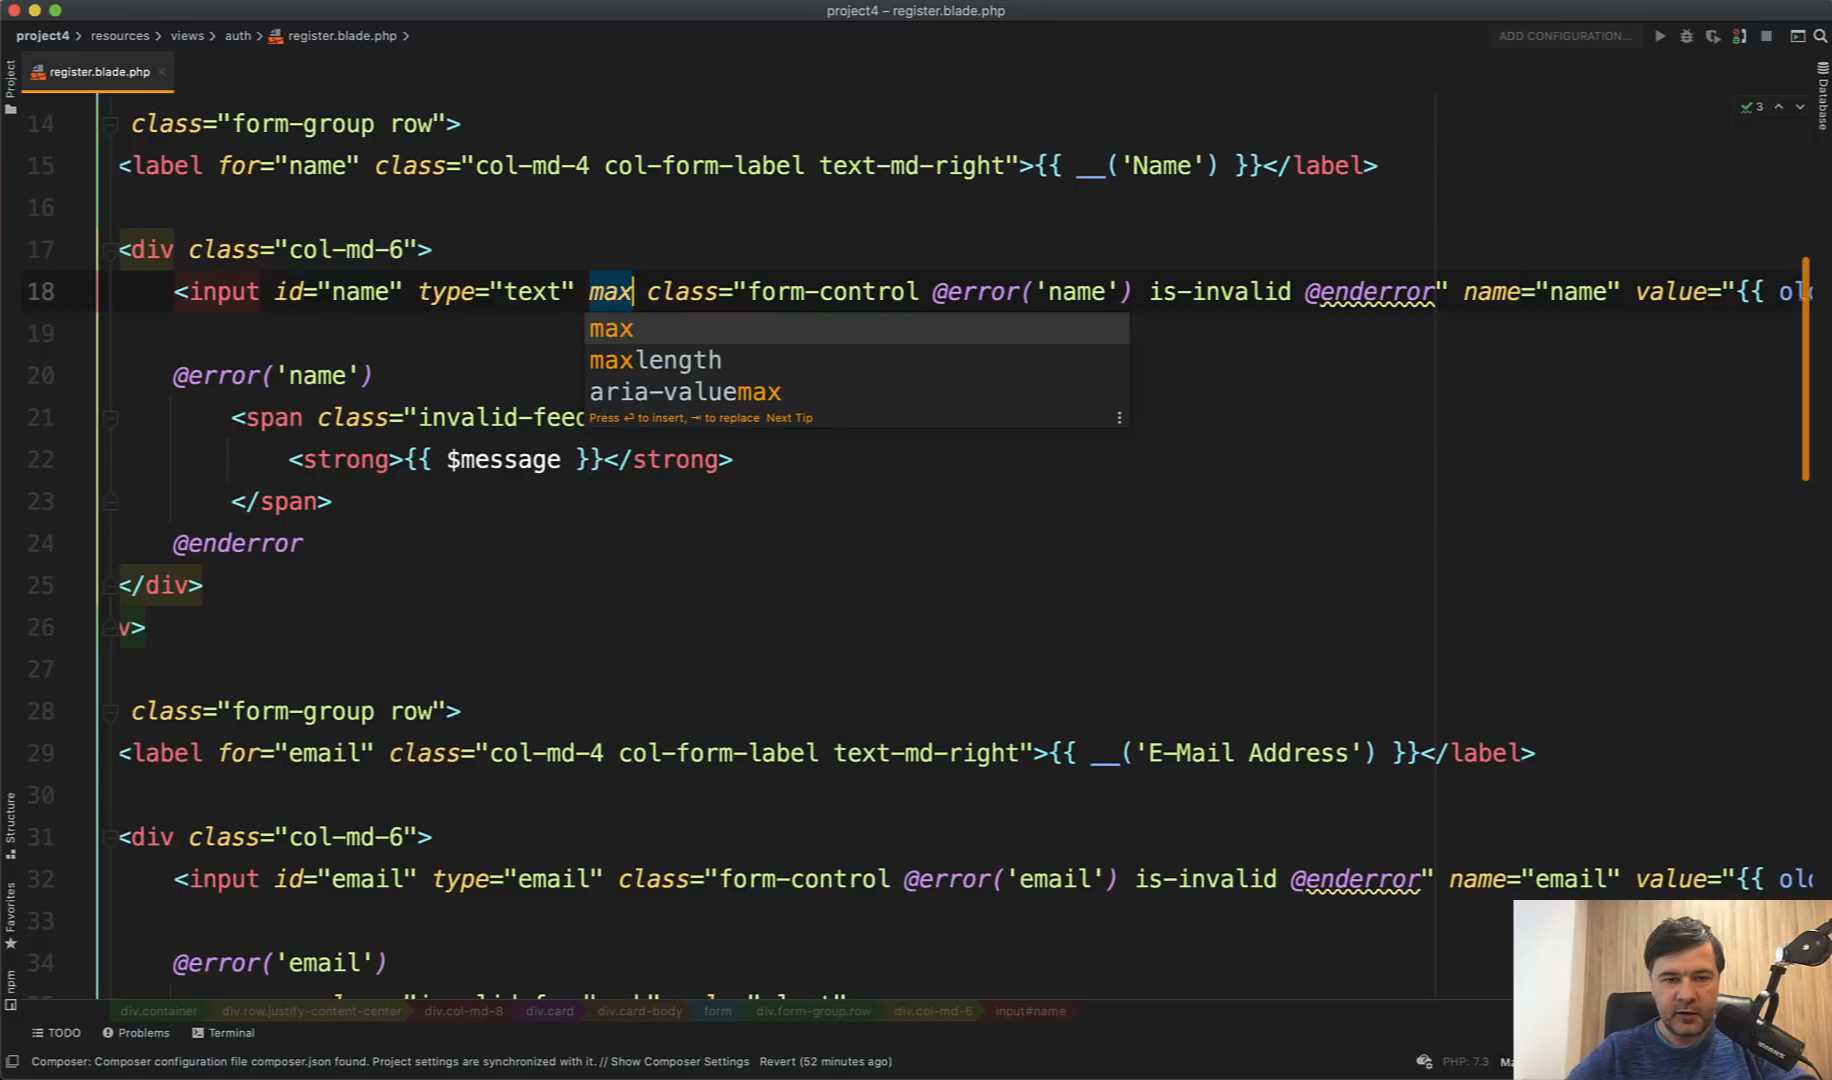 project4 – register.blade.php
project4 > resources > views > auth > register.blade.php >
ADD CONFIGURATION...
Project
register.blade.php
Database
3
14 class="form-group row">
15 <label for="name" class="col-md-4 col-form-label text-md-right">{{ __('Name') }}</label>
16
17 <div class="col-md-6">
18 <input id="name" type="text" max class="form-control @error('name') is-invalid @enderror" name="name" value="{{ old
max
19
maxlength
20 @error('name')
aria-valuemax
21 <span class="invalid-feed
Press ⏎ to insert, ⇥ to replace Next Tip
22 <strong>{{ $message }}</strong>
23 </span>
24 @enderror
25 </div>
26 v>
27
28 class="form-group row">
29 <label for="email" class="col-md-4 col-form-label text-md-right">{{ __('E-Mail Address') }}</label>
30
31 <div class="col-md-6">
32 <input id="email" type="email" class="form-control @error('email') is-invalid @enderror" name="email" value="{{ old
33
34 @error('email')
Structure
Favorites
npm
div.container div.row.justify-content-center div.col-md-8 div.card div.card-body form div.form-group.row div.col-md-6 input#name
TODO Problems Terminal
Composer: Composer configuration file composer.json found. Project settings are synchronized with it. // Show Composer Settings Revert (52 minutes ago)
PHP: 7.3 Ma